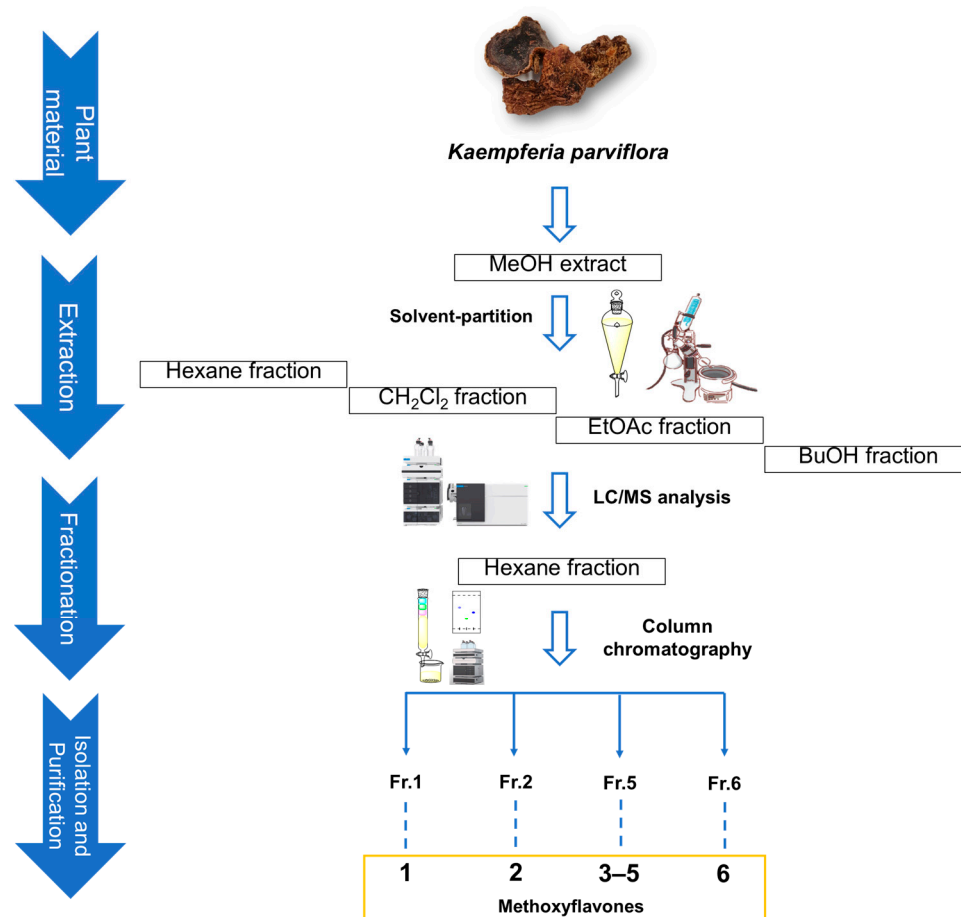 Plant
material
Kaempferia parviflora
MeOH extract
Extraction
Solvent-partition
Hexane fraction
CH₂Cl₂ fraction
EtOAc fraction
BuOH fraction
Fractionation
LC/MS analysis
Hexane fraction
Column
chromatography
Isolation and
Purification
Fr.1 Fr.2 Fr.5 Fr.6
1 2 3–5 6
Methoxyflavones